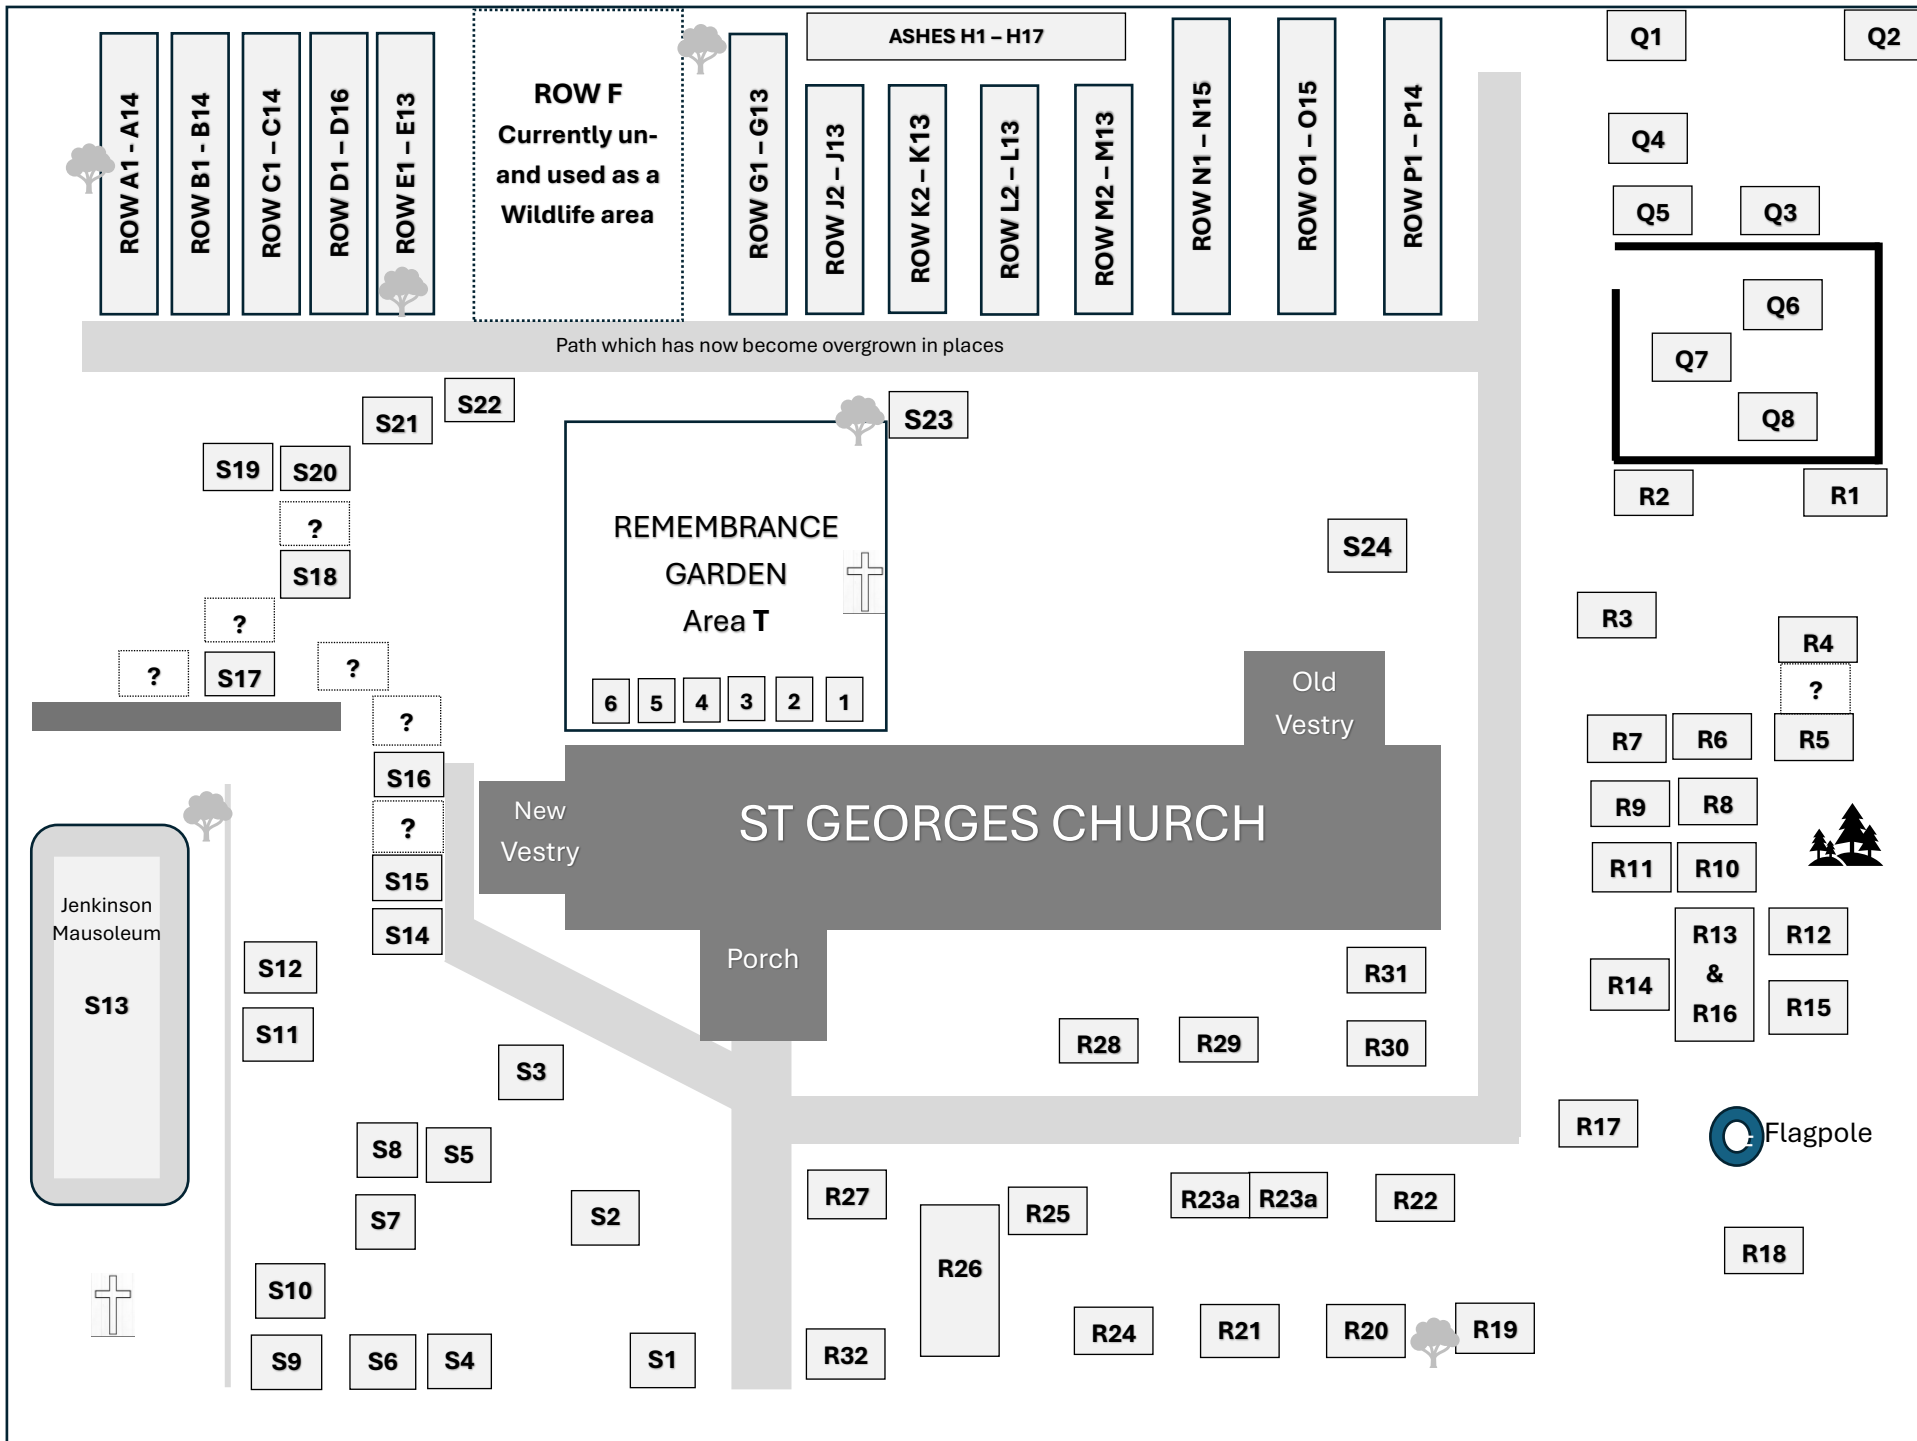 ROW A1 - A14
ROW B1 - B14
ROW C1 – C14
ROW D1 – D16
ROW E1 – E13
ROW F
Currently un-
and used as a
Wildlife area
ROW G1 – G13
ASHES H1 – H17
ROW J2 – J13
ROW K2 – K13
ROW L2 – L13
ROW M2 – M13
ROW N1 – N15
ROW O1 – O15
ROW P1 – P14
Q1
Q2
Q4
Q5
Q3
Q6
Q7
Q8
Path which has now become overgrown in places
S22
S21
S23
S19
S20
?
S18
?
?
S17
?
?
S16
?
S15
S14
REMEMBRANCE
GARDEN
Area T
6
5
4
3
2
1
S24
R2
R1
R3
R4
?
R7
R6
R5
R9
R8
R11
R10
R13
&
R16
R12
R14
R15
Old
Vestry
New
Vestry
ST GEORGES CHURCH
Porch
Jenkinson
Mausoleum
S13
S12
S11
S3
S8
S5
S7
S2
S10
S9
S6
S4
S1
R31
R28
R29
R30
R17
Flagpole
R27
R25
R23a
R23a
R22
R26
R18
R32
R24
R21
R20
R19